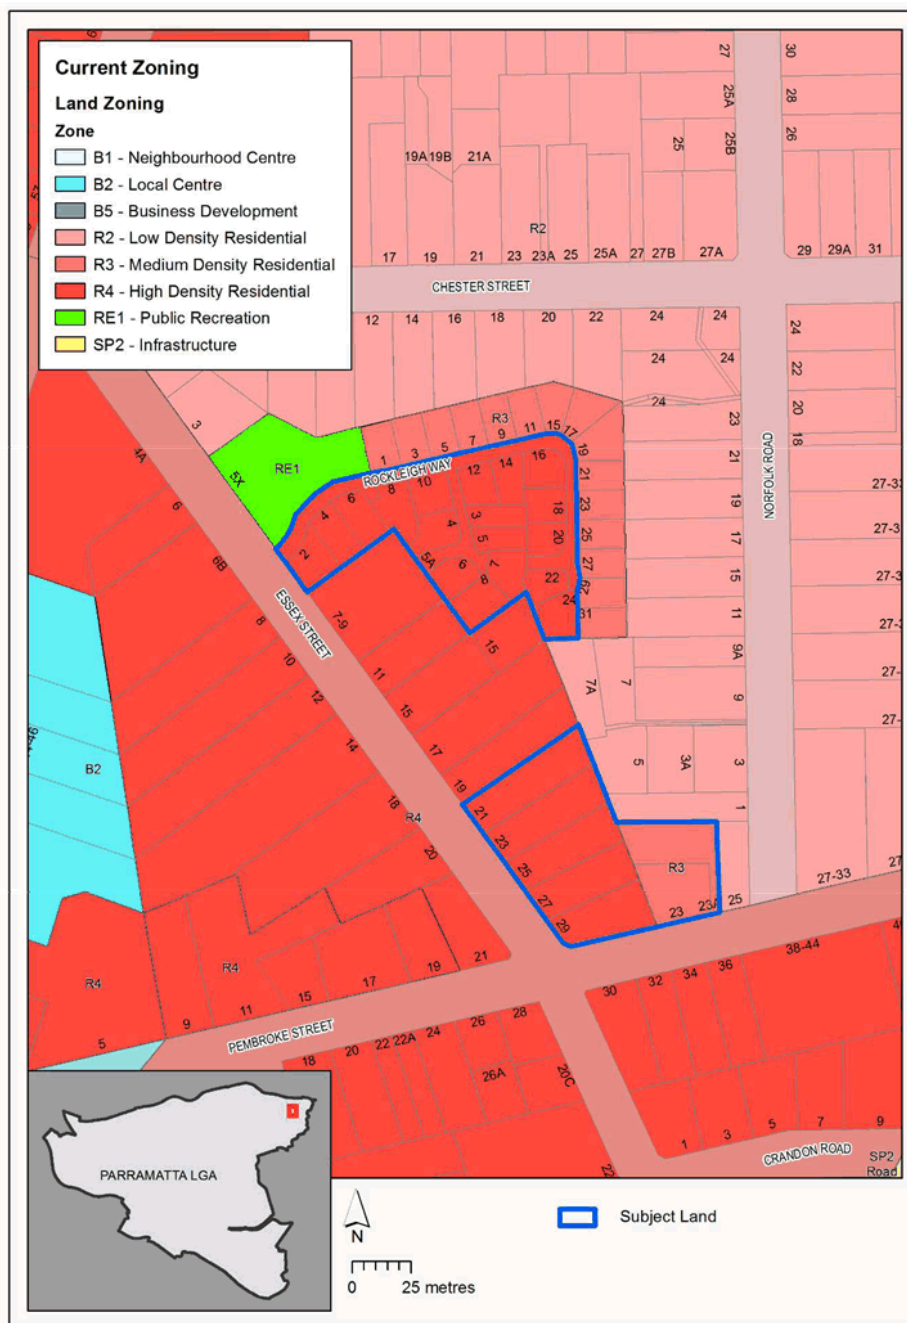 Current Zoning
Land Zoning
Zone
B1 - Neighbourhood Centre
B2 - Local Centre
B5 - Business Development
R2 - Low Density Residential
R3 - Medium Density Residential
R4 - High Density Residential
RE1 - Public Recreation
SP2 - Infrastructure
27 30
25A 28
25 25B 26
19A 19B 21A
R2
17 19 21 23 23A 25 25A 27 27B 27A 29 29A 31
CHESTER STREET
12 14 16 18 20 22 24 24
24 24 24 22
24 20
3 R3 23 18
1 3 5 7 9 11 15 17 19 21
ROCKLEIGH WAY
NORFOLK ROAD
RE1
5X
4A
6
6B
2 4 6 8 10 12 14 16
21 23 25 27 29 31
3 5 4 18 20
5A 6 7 8 22 24
19 17 15 11 9A 9
ESSEX STREET
7-9
8
10
12
14
18
20
11
15
15
17
19
7A 7
5 3A 3
1
B2
R4
21
23
25
27
29
R3
23 23A 25
27-33
R4
R4
5 9 11 15 17 19 21
PEMBROKE STREET
30 32 34 36 38-44
18 20 22 22A 24 26 28
26A
20C
22
1 3 5 7 9
CRANDON ROAD
SP2
Road
PARRAMATTA LGA
N
0 25 metres
Subject Land